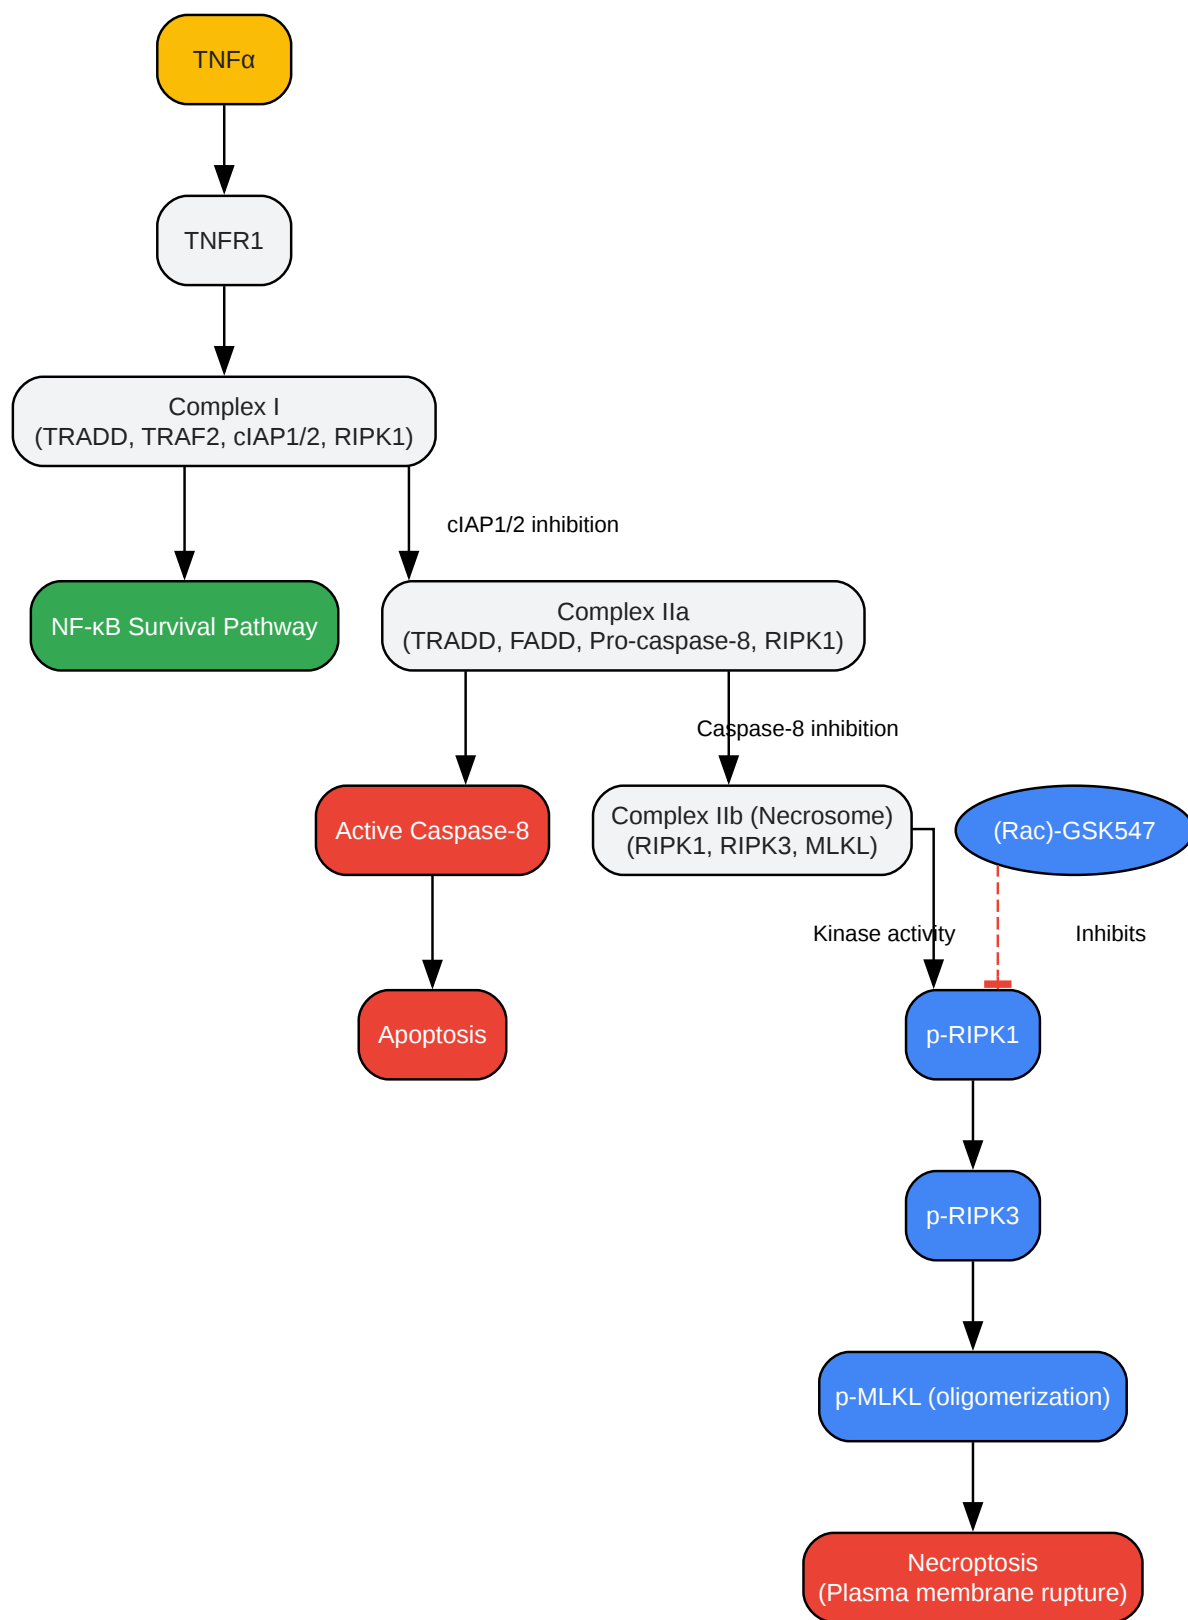 TNFα
TNFR1
Complex I
(TRADD, TRAF2, cIAP1/2, RIPK1)
cIAP1/2 inhibition
NF-κB Survival Pathway
Complex IIa
(TRADD, FADD, Pro-caspase-8, RIPK1)
Caspase-8 inhibition
Active Caspase-8
Complex IIb (Necrosome)
(RIPK1, RIPK3, MLKL)
(Rac)-GSK547
Kinase activity
Inhibits
Apoptosis
p-RIPK1
p-RIPK3
p-MLKL (oligomerization)
Necroptosis
(Plasma membrane rupture)